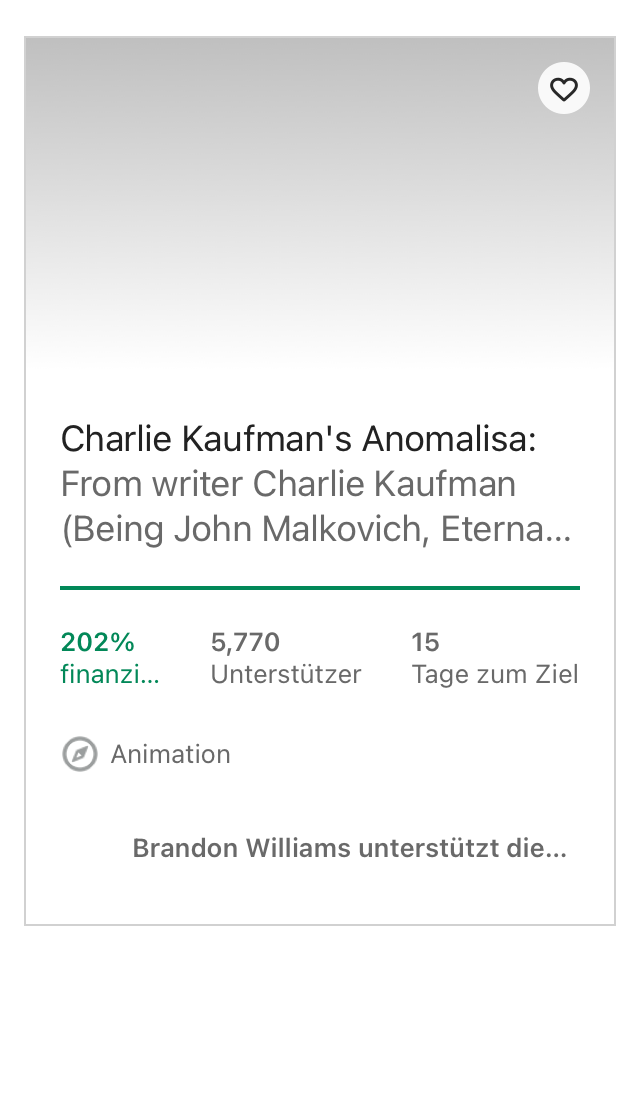 Charlie Kaufman's Anomalisa:
From writer Charlie Kaufman
(Being John Malkovich, Eterna...
202%
finanzi...
5,770
Unterstützer
15
Tage zum Ziel
Animation
Brandon Williams unterstützt die...